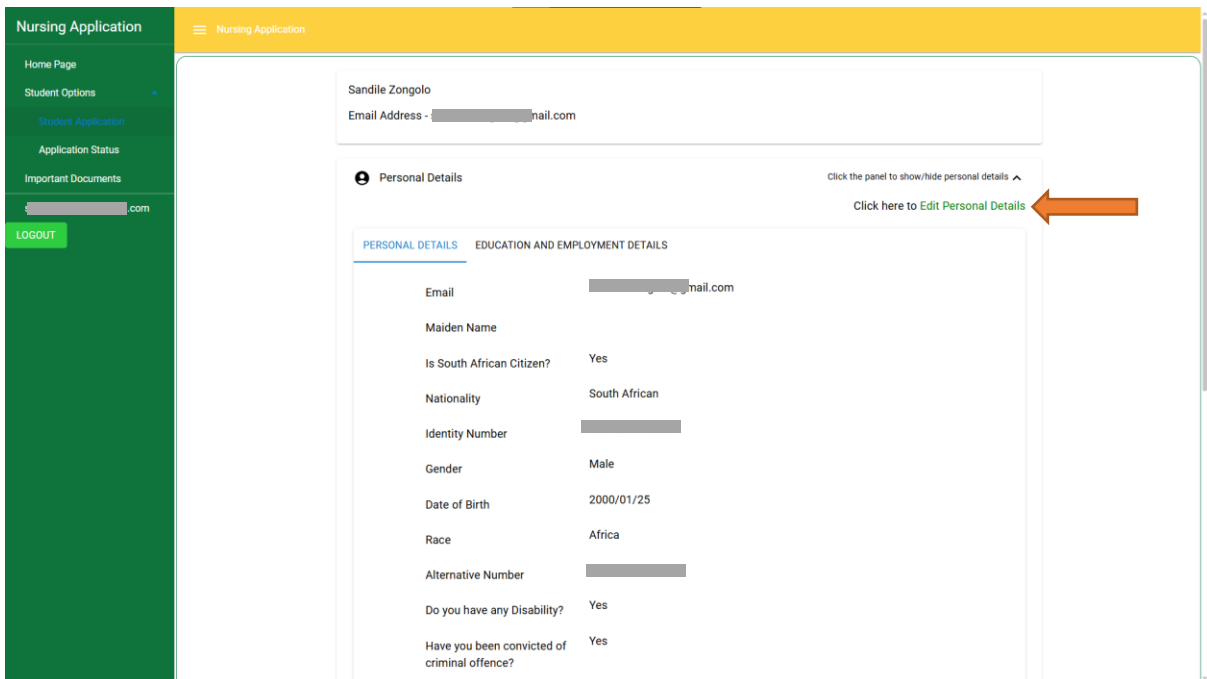 Nursing Application
Nursing Application
Home Page
Student Options
Student Application
Application Status
Important Documents
.com
LOGOUT
Sandile Zongolo
Email Address - mail.com
Personal Details
Click the panel to show/hide personal details
Click here to Edit Personal Details
PERSONAL DETAILS EDUCATION AND EMPLOYMENT DETAILS
Email mail.com
Maiden Name
Is South African Citizen? Yes
Nationality South African
Identity Number
Gender Male
Date of Birth 2000/01/25
Race Africa
Alternative Number
Do you have any Disability? Yes
Have you been convicted of Yes
criminal offence?